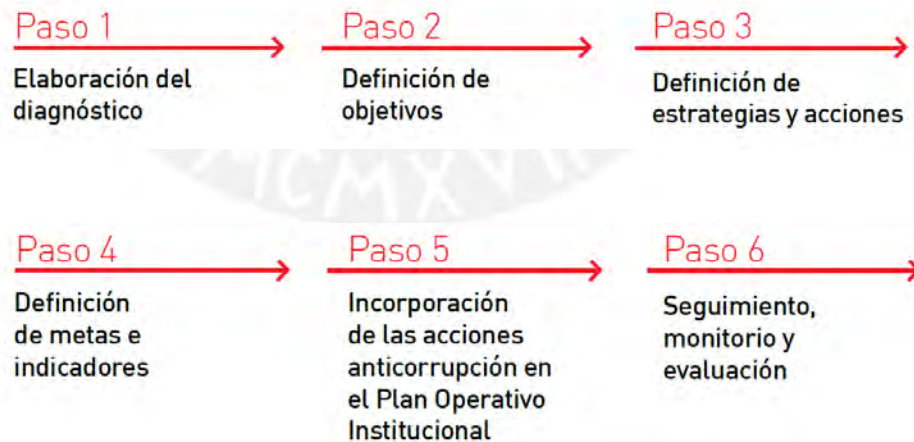 Paso 1
Elaboración del
diagnóstico
Paso 2
Definición de
objetivos
Paso 3
Definición de
estrategias y acciones
MCMXVII
Paso 4
Definición
de metas e
indicadores
Paso 5
Incorporación
de las acciones
anticorrupción en
el Plan Operativo
Institucional
Paso 6
Seguimiento,
monitorio y
evaluación